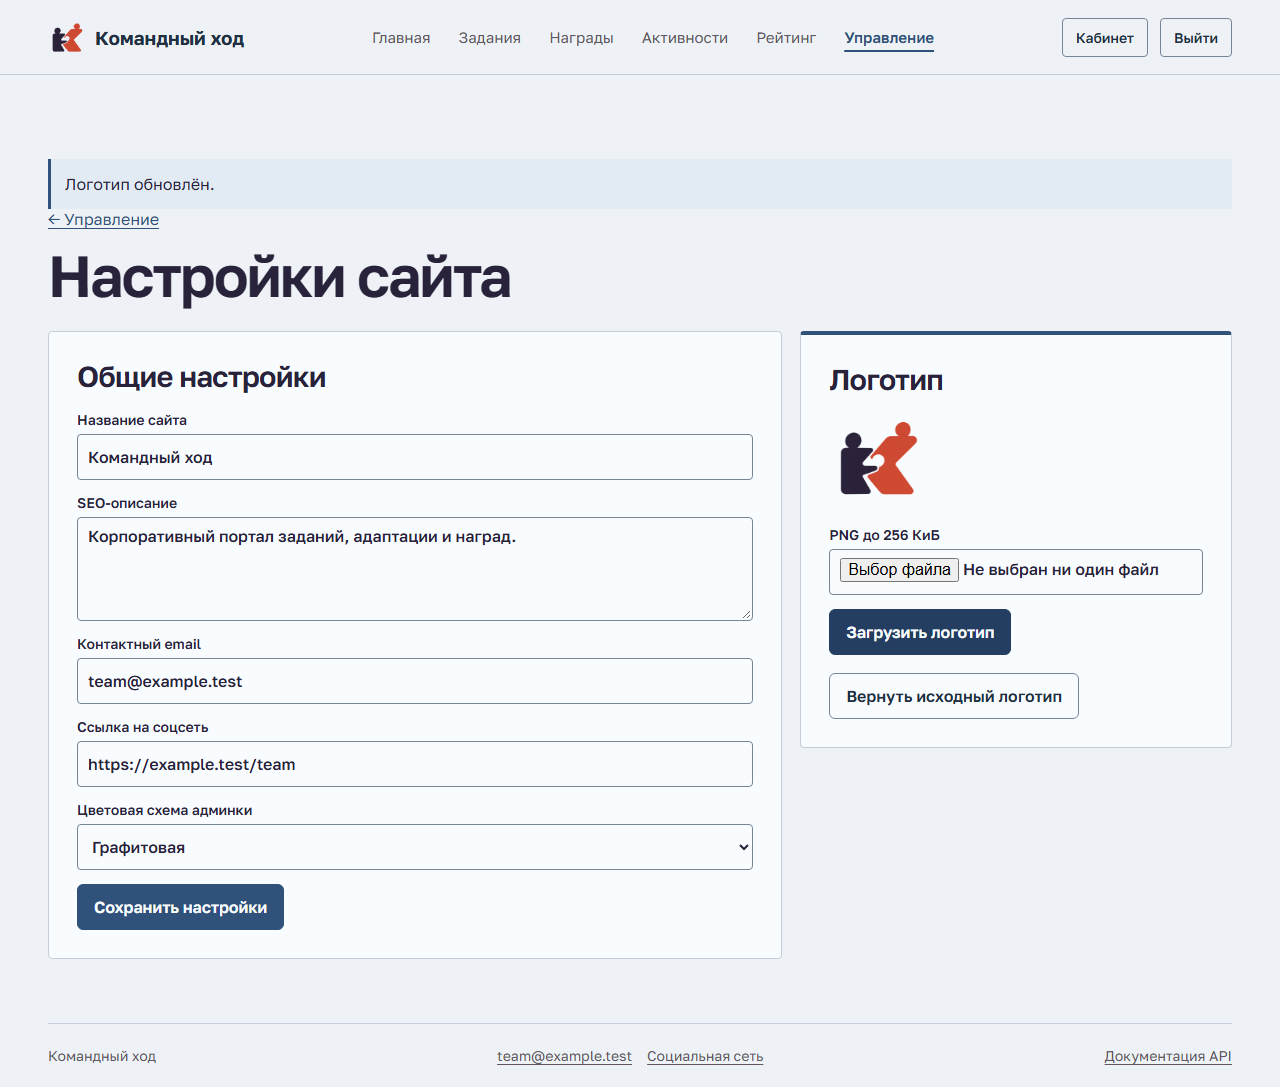 Командный ход
Главная
Задания
Награды
Активности
Рейтинг
Управление
Кабинет
Выйти
Логотип обновлён.
← Управление
Настройки сайта
Общие настройки
Название сайта
Командный ход
SEO-описание
Корпоративный портал заданий, адаптации и наград.
Контактный email
team@example.test
Ссылка на соцсеть
https://example.test/team
Цветовая схема админки
Графитовая
Сохранить настройки
Логотип
PNG до 256 КиБ
Выбор файла Не выбран ни один файл
Загрузить логотип
Вернуть исходный логотип
Командный ход
team@example.test
Социальная сеть
Документация API